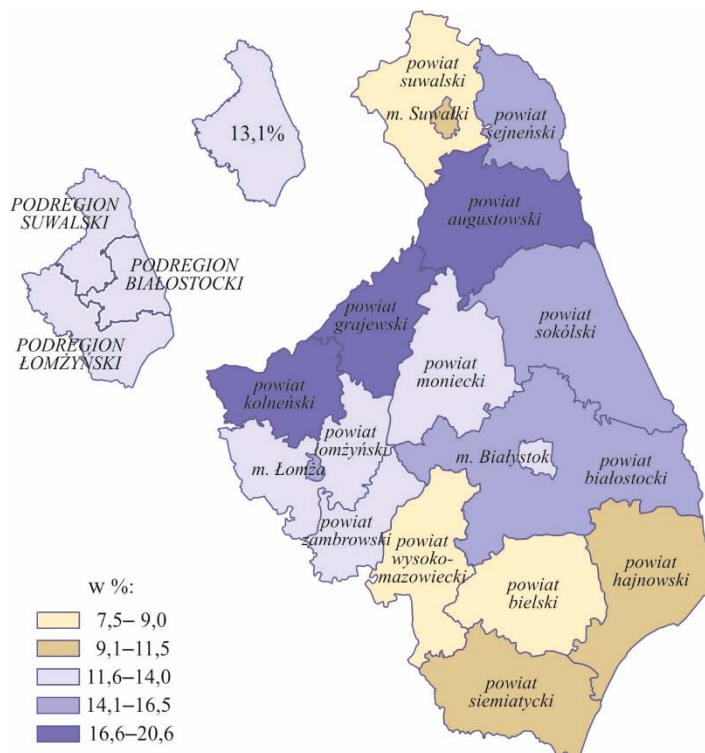 powiat
suwalski
m. Suwałki
powiat
sejneński
13,1%
powiat
augustowski
PODREGION
SUWALSKI
PODREGION
BIAŁOSTOCKI
PODREGION
ŁOMŻYŃSKI
powiat
grajewski
powiat
sokólski
powiat
moniecki
powiat
kolneński
powiat
łomżyński
m. Łomża
m. Białystok
powiat
białostocki
powiat
zambrowski
powiat
wysoko-
mazowiecki
powiat
hajnowski
powiat
bielski
powiat
siemiatycki
w %:
7,5– 9,0
9,1–11,5
11,6–14,0
14,1–16,5
16,6–20,6